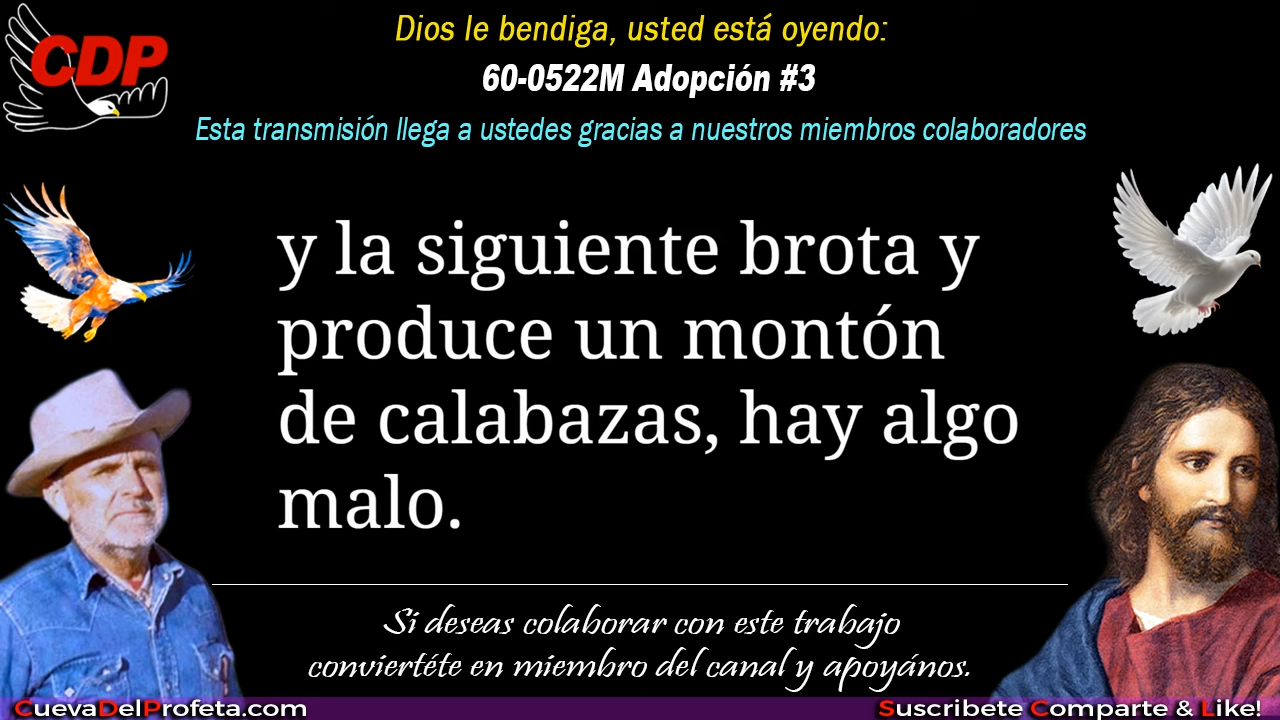 CDP
Dios le bendiga, usted está oyendo:
60-0522M Adopción #3
Esta transmisión llega a ustedes gracias a nuestros miembros colaboradores
y la siguiente brota y
produce un montón
de calabazas, hay algo
malo.
Si deseas colaborar con este trabajo
conviertéte en miembro del canal y apoyános.
CuevaDelProfeta.com
Suscribete Comparte & Like!